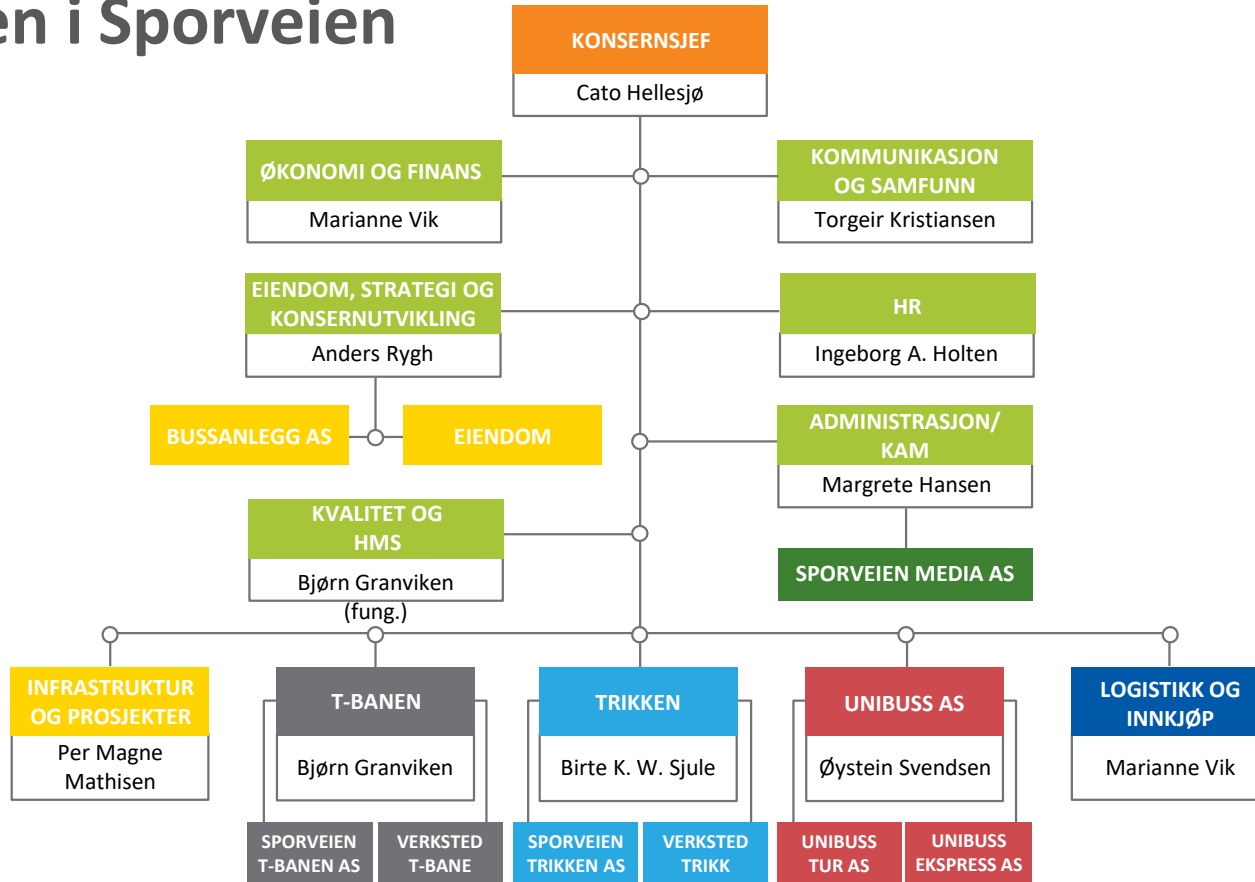 en i Sporveien
KONSERNSJEF
Cato Hellesjø
ØKONOMI OG FINANS
Marianne Vik
KOMMUNIKASJON
OG SAMFUNN
Torgeir Kristiansen
EIENDOM, STRATEGI OG
KONSERNUTVIKLING
Anders Rygh
HR
Ingeborg A. Holten
BUSSANLEGG AS
EIENDOM
ADMINISTRASJON/
KAM
Margrete Hansen
KVALITET OG
HMS
Bjørn Granviken
(fung.)
SPORVEIEN MEDIA AS
INFRASTRUKTUR
OG PROSJEKTER
Per Magne
Mathisen
T-BANEN
Bjørn Granviken
TRIKKEN
Birte K. W. Sjule
UNIBUSS AS
Øystein Svendsen
LOGISTIKK OG
INNKJØP
Marianne Vik
SPORVEIEN
T-BANEN AS
VERKSTED
T-BANE
SPORVEIEN
TRIKKEN AS
VERKSTED
TRIKK
UNIBUSS
TUR AS
UNIBUSS
EKSPRESS AS